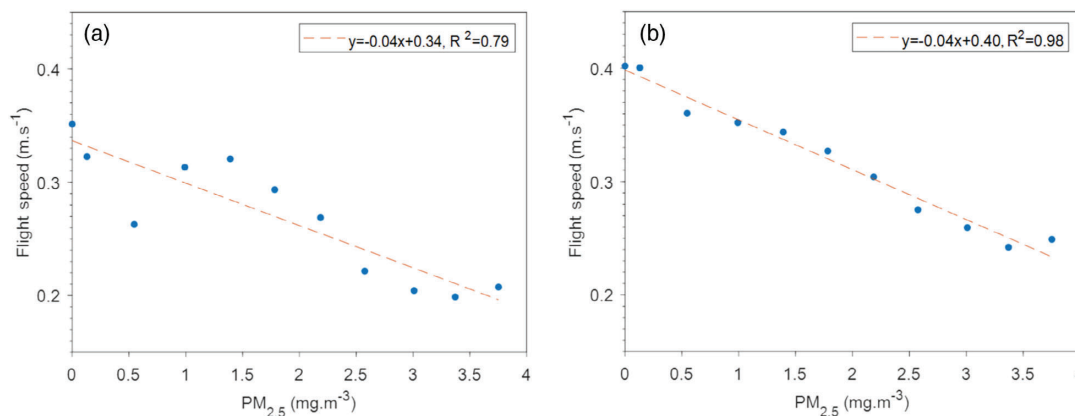 (a)
y=-0.04x+0.34, R²=0.79
Flight speed (m.s⁻¹)
0.4
0.3
0.2
0 0.5 1 1.5 2 2.5 3 3.5 4
PM₂.₅ (mg.m⁻³)
(b)
y=-0.04x+0.40, R²=0.98
Flight speed (m.s⁻¹)
0.4
0.3
0.2
0 0.5 1 1.5 2 2.5 3 3.5
PM₂.₅ (mg.m⁻³)